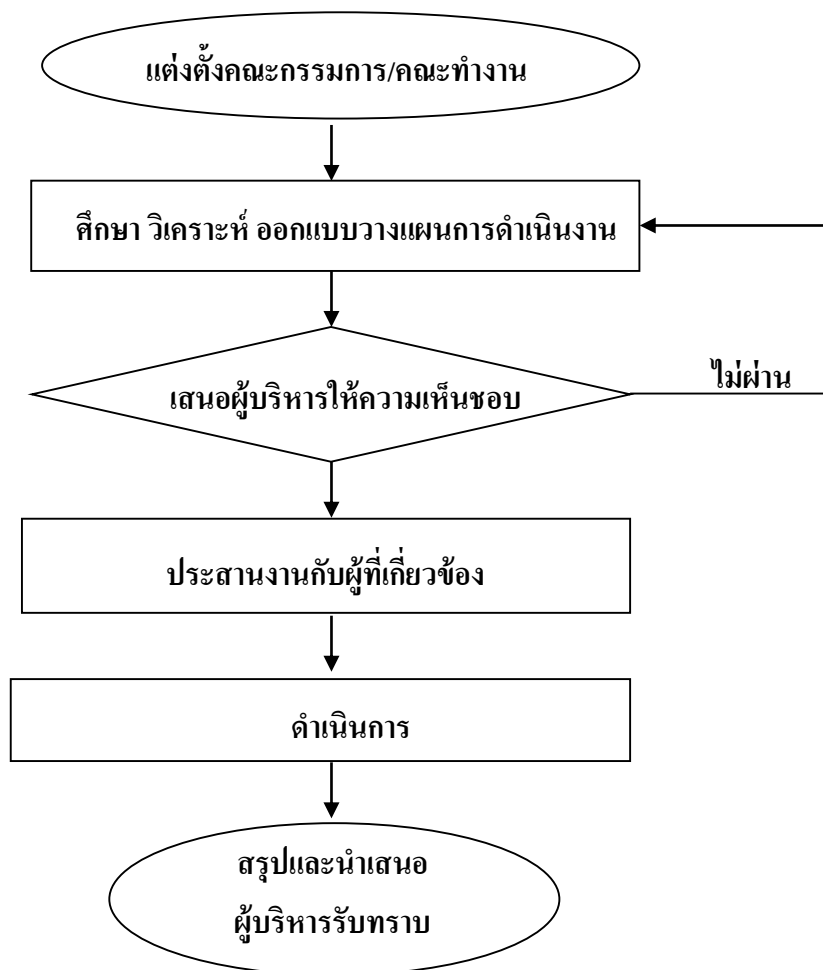 แต่งตั้งคณะกรรมการ/คณะทำงาน
ศึกษา วิเคราะห์ ออกแบบวางแผนการดำเนินงาน
เสนอผู้บริหารให้ความเห็นชอบ
ไม่ผ่าน
ประสานงานกับผู้ที่เกี่ยวข้อง
ดำเนินการ
สรุปและนำเสนอ
ผู้บริหารรับทราบ